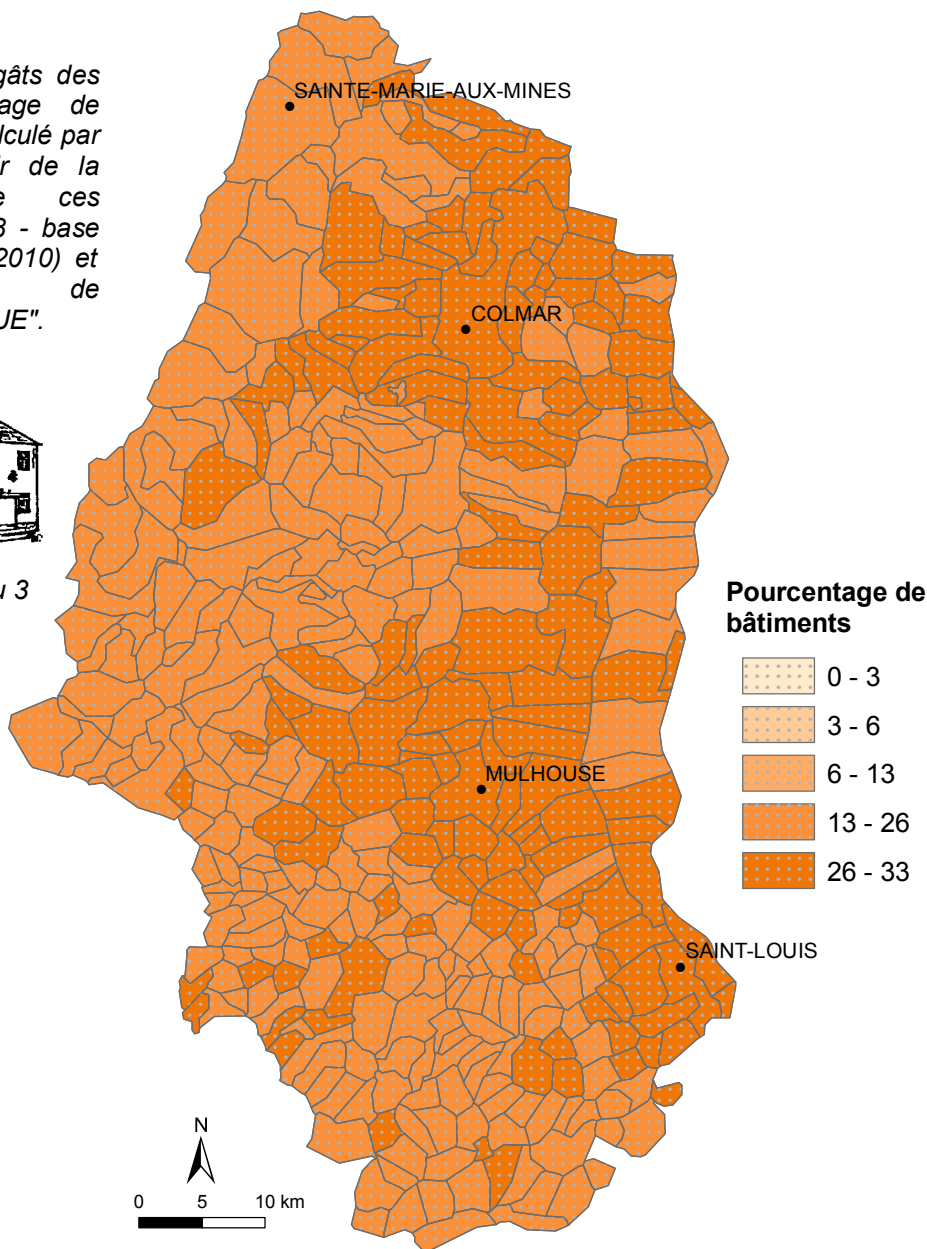 gâts des
age de
lculé par
r de la
e ces
3 - base
2010) et
de
UE".
u 3
SAINTE-MARIE-AUX-MINES
COLMAR
MULHOUSE
SAINT-LOUIS
Pourcentage de
bâtiments
0 - 3
3 - 6
6 - 13
13 - 26
26 - 33
N
0 5 10 km